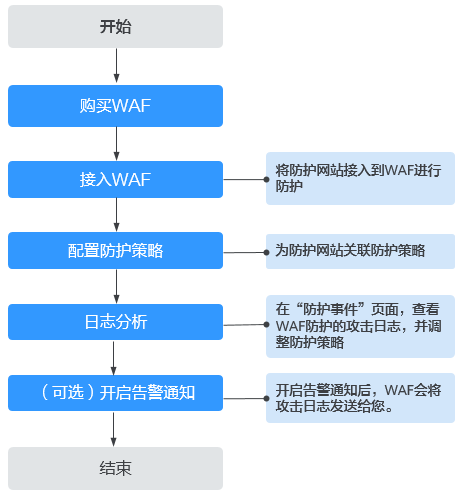 开始
购买WAF
接入WAF
将防护网站接入到WAF进行
防护
配置防护策略
为防护网站关联防护策略
日志分析
在“防护事件”页面，查看
WAF防护的攻击日志，并调
整防护策略
（可选）开启告警通知
开启告警通知后，WAF会将
攻击日志发送给您。
结束